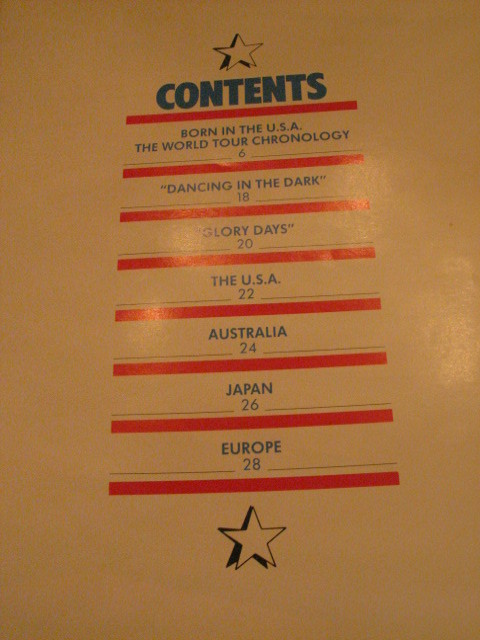 CONTENTS
BORN IN THE U.S.A.
THE WORLD TOUR CHRONOLOGY
6
"DANCING IN THE DARK"
18
"GLORY DAYS"
20
THE U.S.A.
22
AUSTRALIA
24
JAPAN
26
EUROPE
28